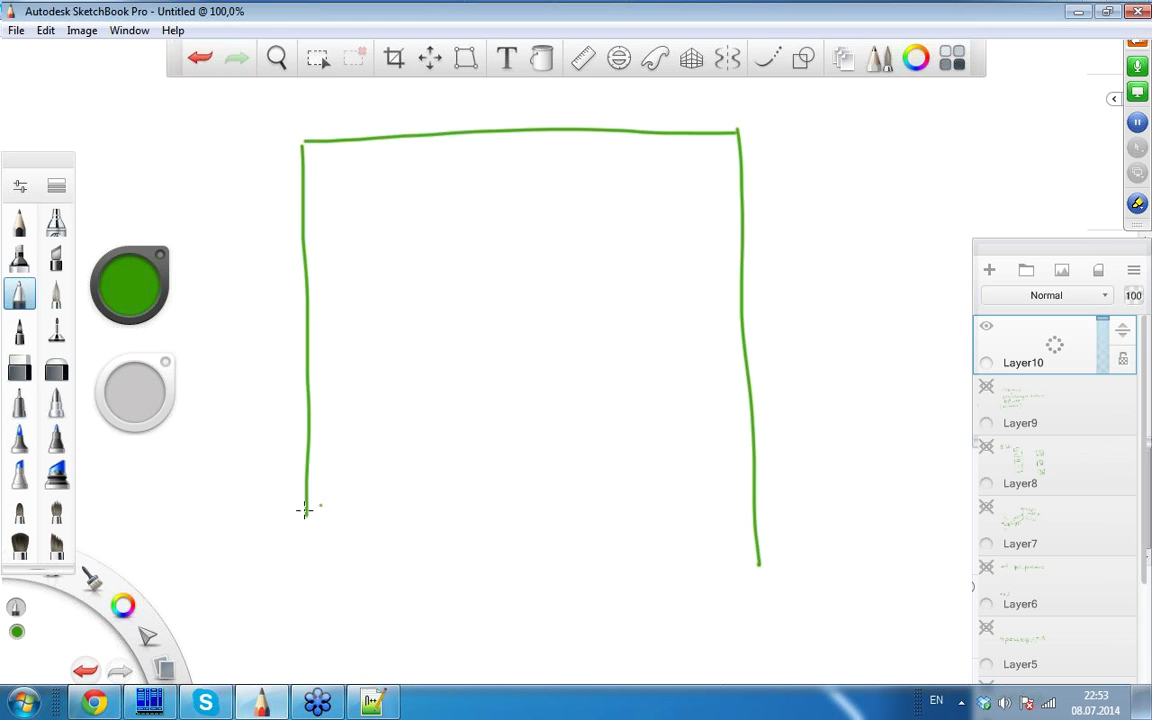 Autodesk SketchBook Pro - Untitled @ 100,0%
File Edit Image Window Help
T
Normal 100
Layer10
Layer9
Layer8
Layer7
Layer6
Layer5
EN
22:53
08.07.2014